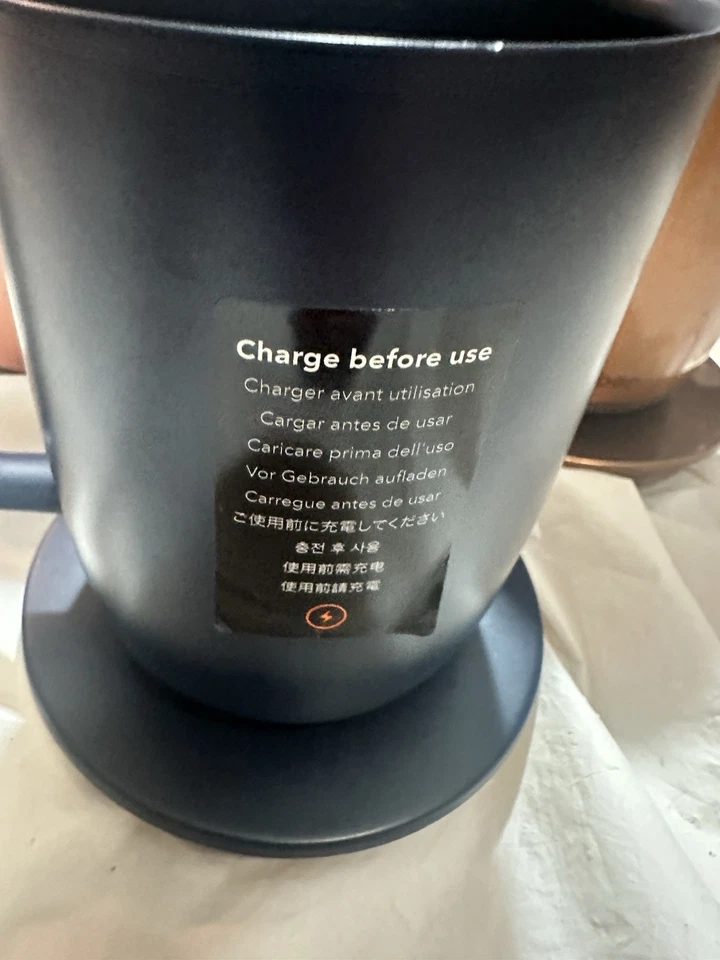 Charge before use
Charger avant utilisation
Cargar antes de usar
Caricare prima dell'uso
Vor Gebrauch aufladen
Carregue antes de usar
ご使用前に充電してください
충전 후 사용
使用前需充电
使用前請充電